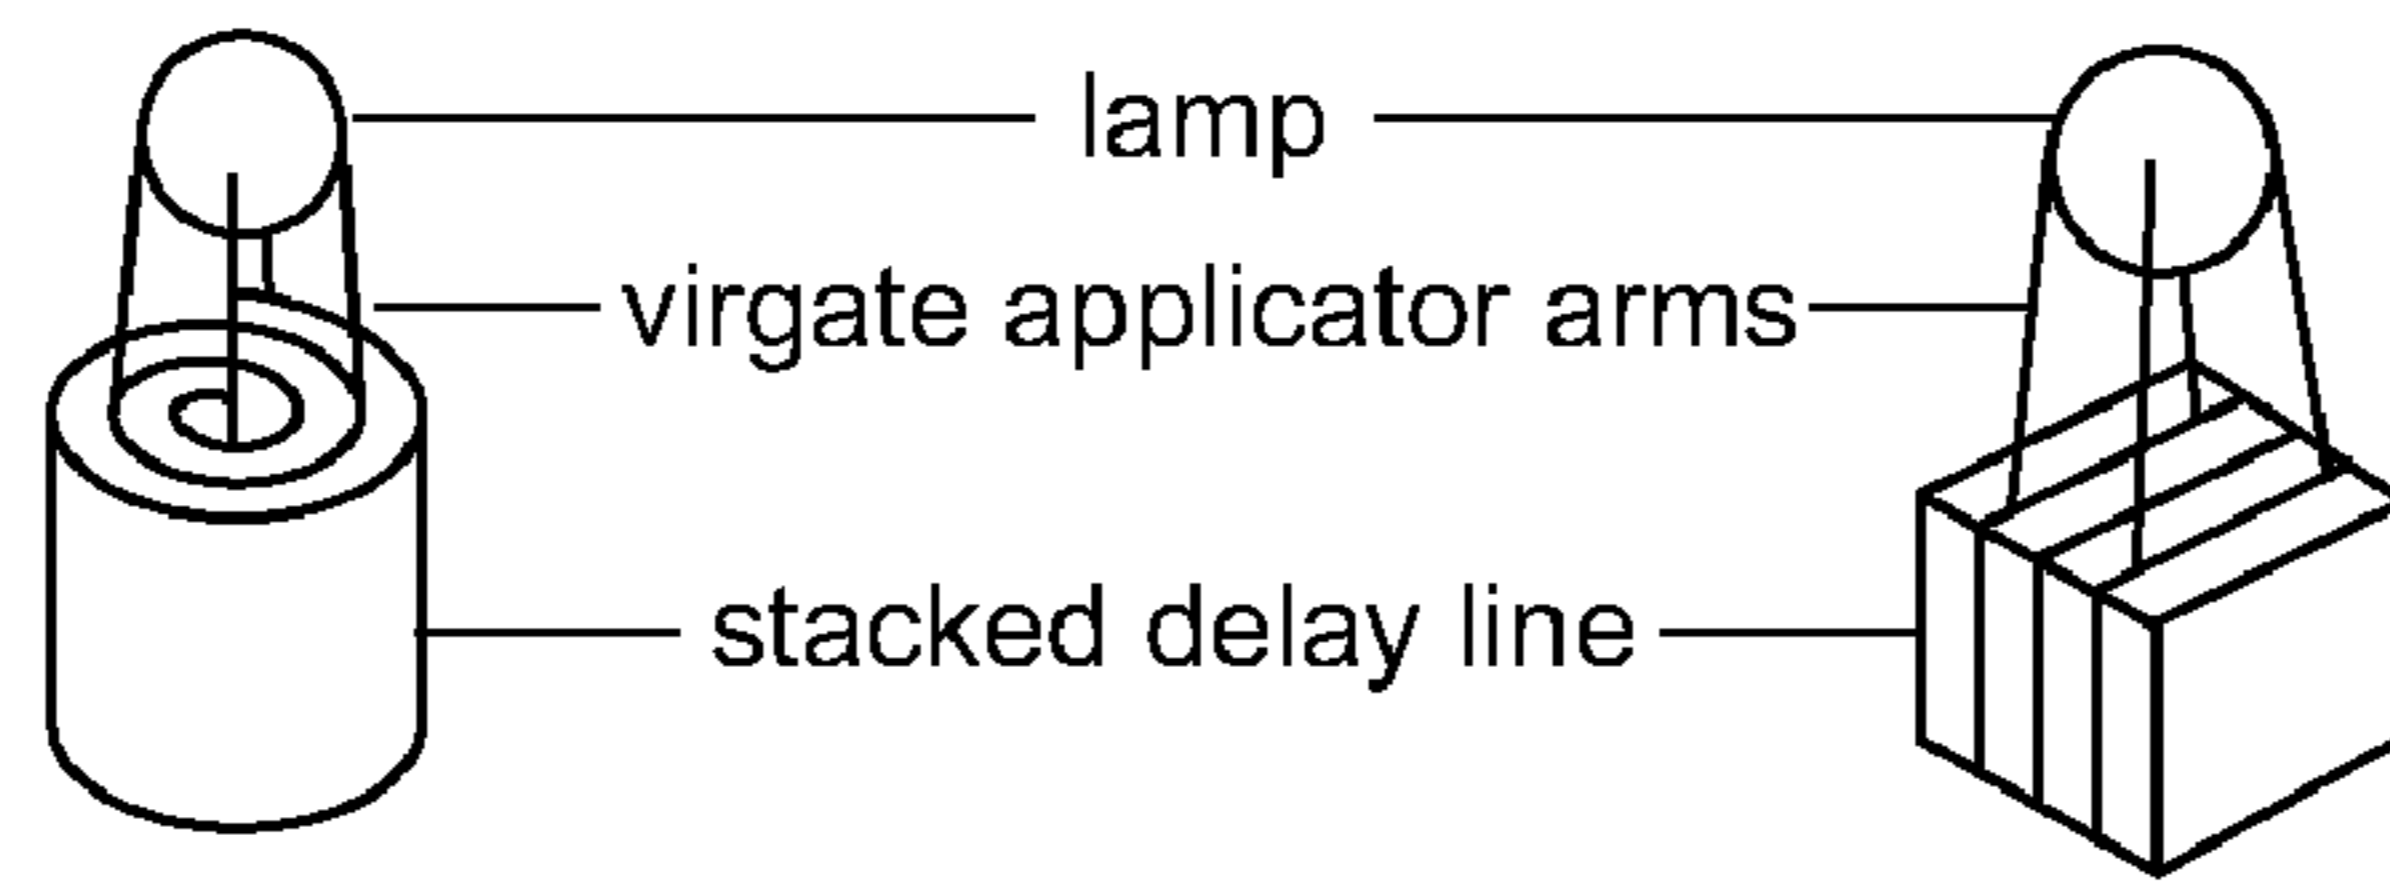 lamp
virgate applicator arms
stacked delay line